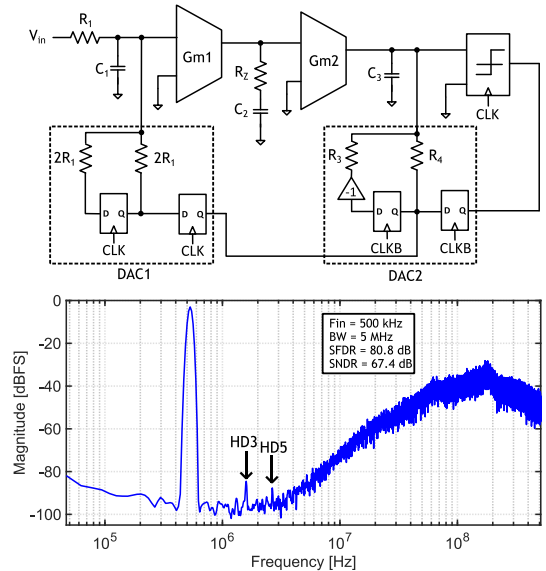 R1
Vin
Gm1
Gm2
C1
RZ
C2
C3
CLK
2R1
2R1
R3
R4
-1
D Q
D Q
D Q
D Q
CLK
CLK
CLKB
CLKB
DAC1
DAC2
Fin = 500 kHz
BW = 5 MHz
SFDR = 80.8 dB
SNDR = 67.4 dB
HD3
HD5
0
-20
-40
-60
-80
-100
Magnitude [dBFS]
10^5
10^6
10^7
10^8
Frequency [Hz]